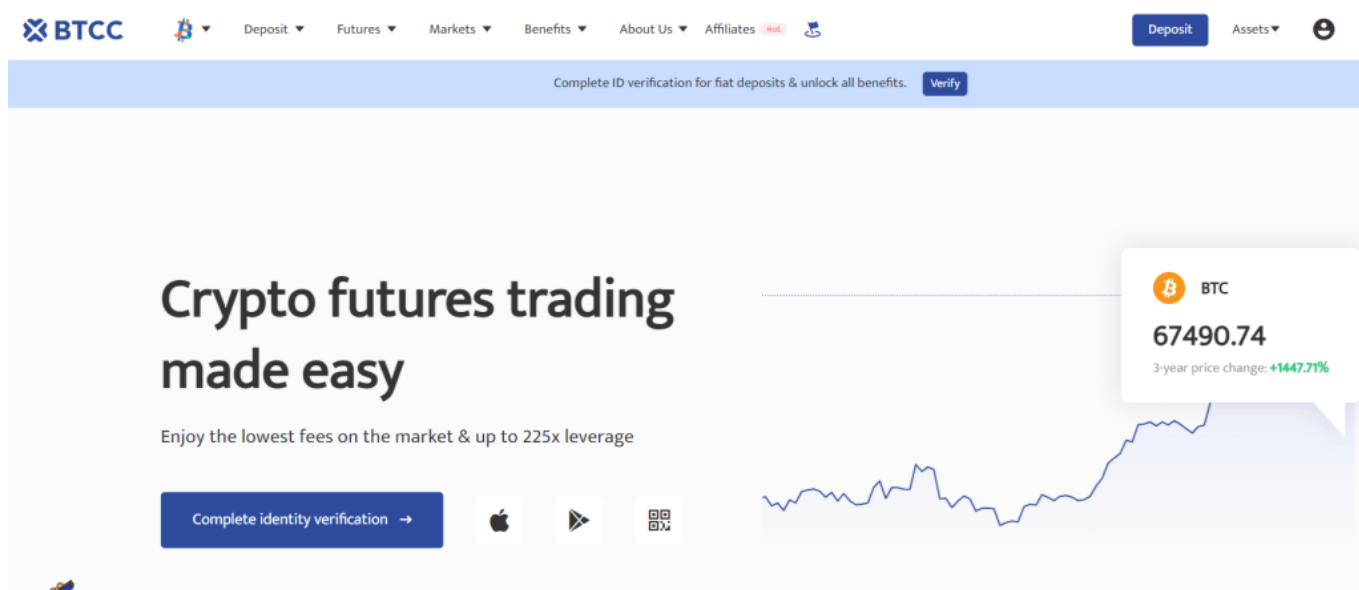 BTCC
Deposit
Futures
Markets
Benefits
About Us
Affiliates
Hot
Deposit
Assets
Complete ID verification for fiat deposits & unlock all benefits.
Verify
Crypto futures trading
made easy
Enjoy the lowest fees on the market & up to 225x leverage
Complete identity verification →
BTC
67490.74
3-year price change: +1447.71%